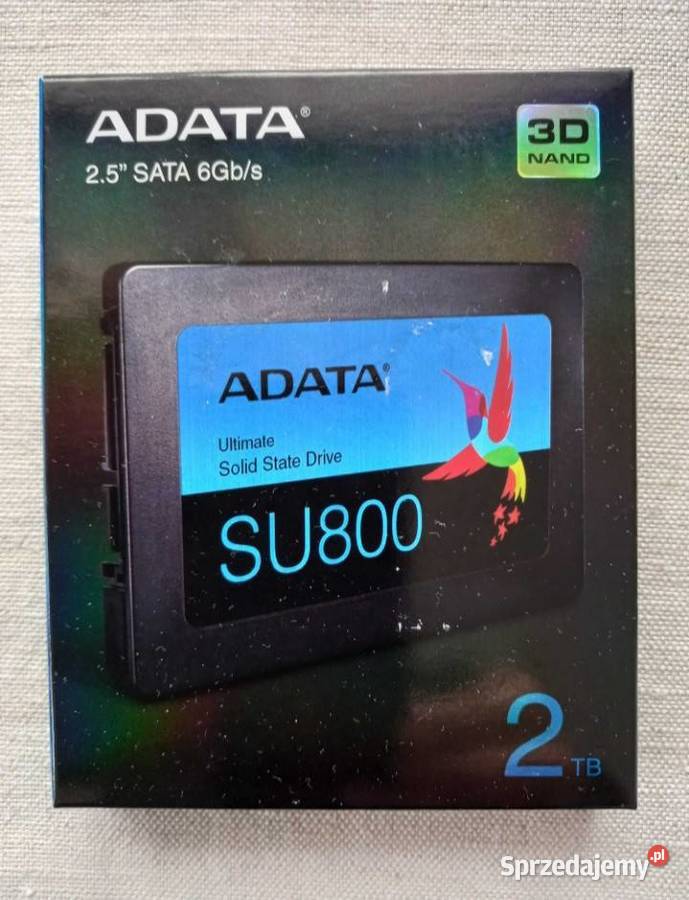 ADATA®
3D
NAND
2.5” SATA 6Gb/s
ADATA®
Ultimate
Solid State Drive
SU800
2TB
Sprzedajemy.pl